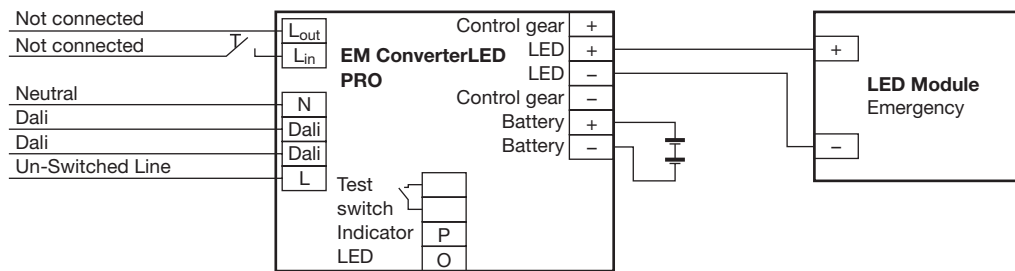 Not connected
Not connected
T
Neutral
Dali
Dali
Un-Switched Line
Lout
Lin
N
Dali
Dali
L
EM ConverterLED
PRO
Test
switch
Indicator P
LED O
Control gear +
LED +
LED –
Control gear –
Battery +
Battery –
+
–
LED Module
Emergency